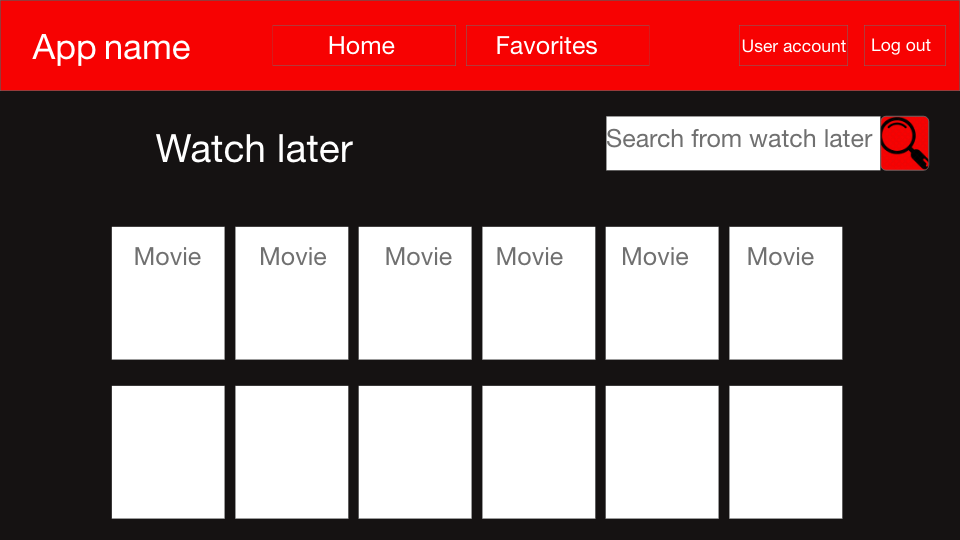 App name
Home
Favorites
User account
Log out
Watch later
Search from watch later
Movie
Movie
Movie
Movie
Movie
Movie